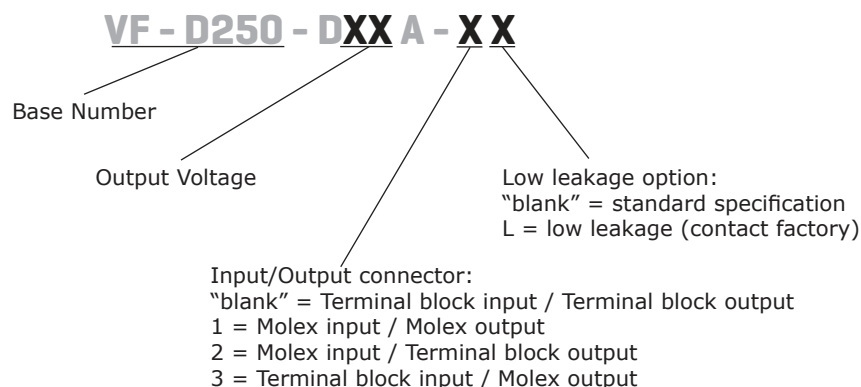 VF - D250 - DXX A - X X
Base Number
Output Voltage
Low leakage option:
“blank” = standard specification
L = low leakage (contact factory)
Input/Output connector:
“blank” = Terminal block input / Terminal block output
1 = Molex input / Molex output
2 = Molex input / Terminal block output
3 = Terminal block input / Molex output